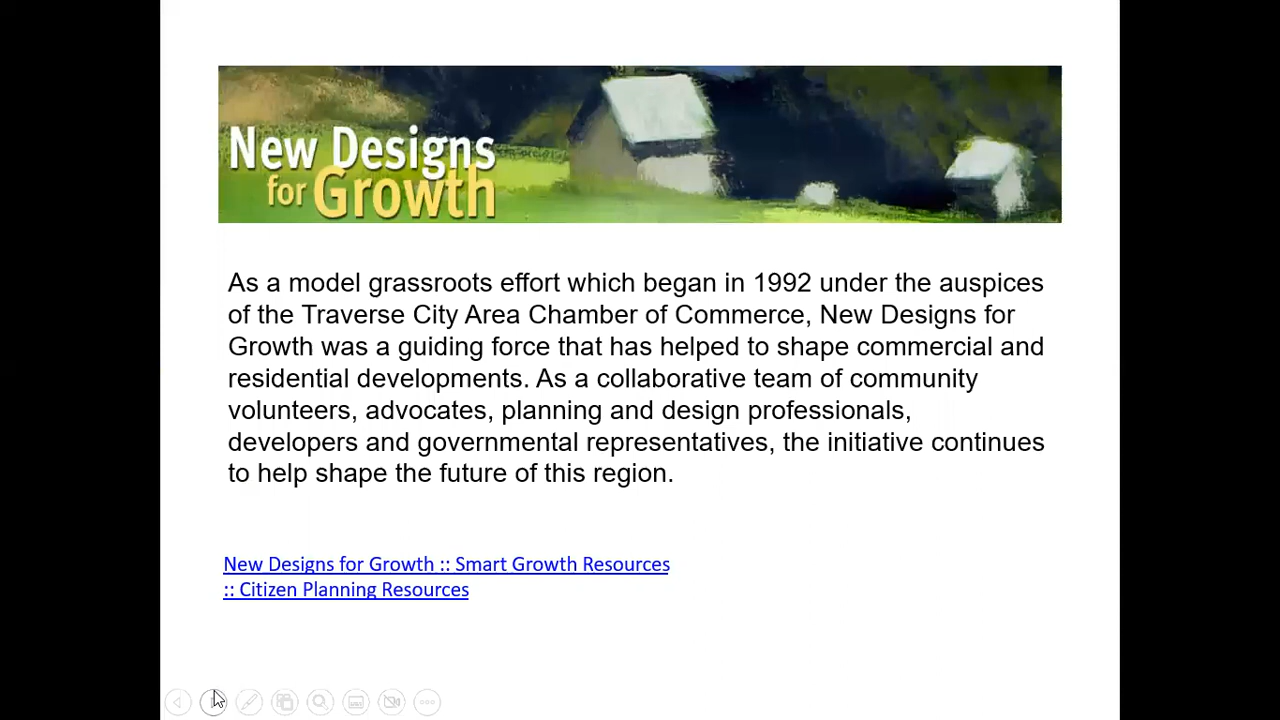 New Designs
for Growth
As a model grassroots effort which began in 1992 under the auspices
of the Traverse City Area Chamber of Commerce, New Designs for
Growth was a guiding force that has helped to shape commercial and
residential developments. As a collaborative team of community
volunteers, advocates, planning and design professionals,
developers and governmental representatives, the initiative continues
to help shape the future of this region.
New Designs for Growth :: Smart Growth Resources
:: Citizen Planning Resources